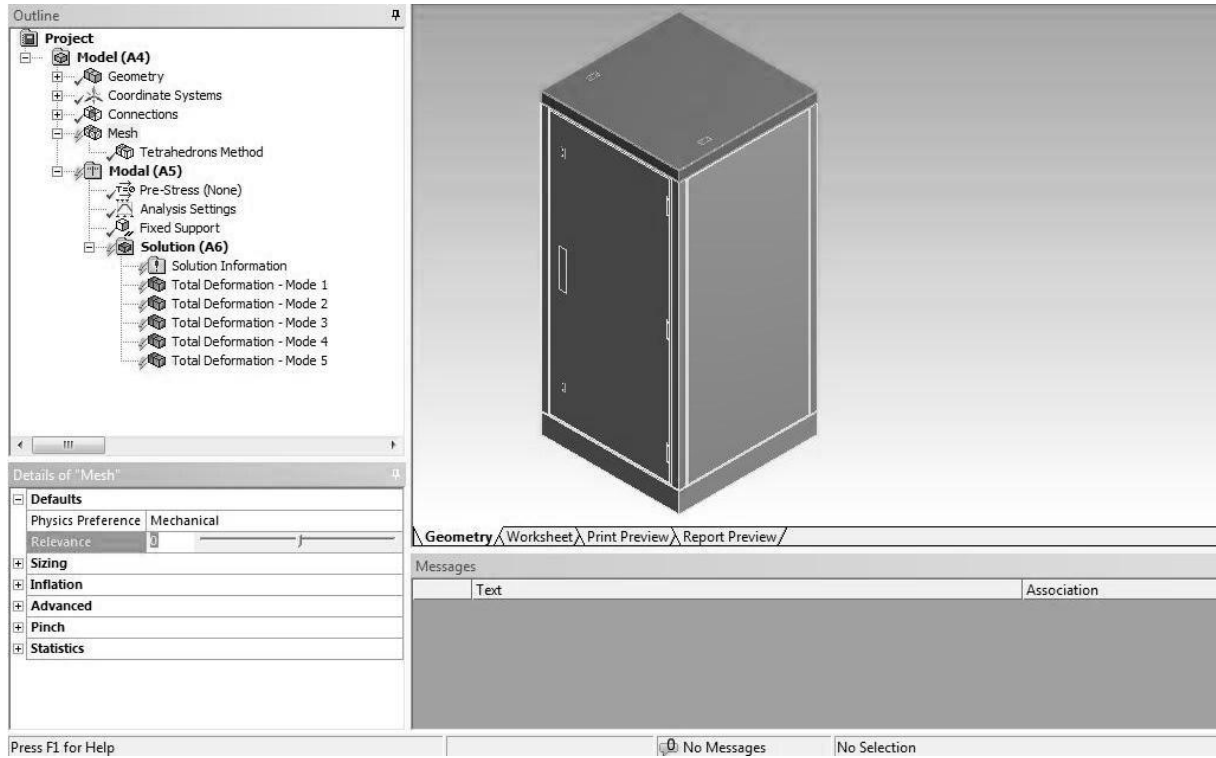 Outline
Project
Model (A4)
Geometry
Coordinate Systems
Connections
Mesh
Tetrahedrons Method
Modal (A5)
Pre-Stress (None)
Analysis Settings
Fixed Support
Solution (A6)
Solution Information
Total Deformation - Mode 1
Total Deformation - Mode 2
Total Deformation - Mode 3
Total Deformation - Mode 4
Total Deformation - Mode 5
Details of "Mesh"
Defaults
Physics Preference Mechanical
Relevance 0
Sizing
Inflation
Advanced
Pinch
Statistics
Geometry Worksheet Print Preview Report Preview
Messages
Text Association
Press F1 for Help 0 No Messages No Selection